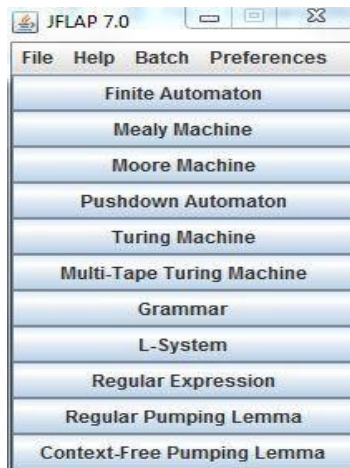 JFLAP 7.0
File Help Batch Preferences
Finite Automaton
Mealy Machine
Moore Machine
Pushdown Automaton
Turing Machine
Multi-Tape Turing Machine
Grammar
L-System
Regular Expression
Regular Pumping Lemma
Context-Free Pumping Lemma